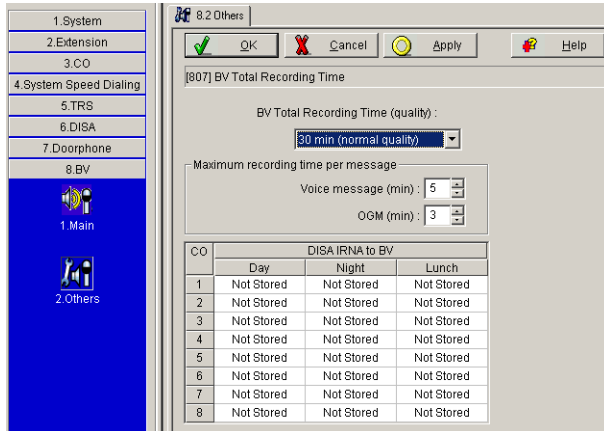 1.System
2.Extension
3.CO
4.System Speed Dialing
5.TRS
6.DISA
7.Doorphone
8.BV
1.Main
2.Others
8.2 Others
OK Cancel Apply Help
[807] BV Total Recording Time
BV Total Recording Time (quality) :
30 min (normal quality)
Maximum recording time per message
Voice message (min) : 5
OGM (min) : 3
CO DISA IRNA to BV
Day Night Lunch
1 Not Stored Not Stored Not Stored
2 Not Stored Not Stored Not Stored
3 Not Stored Not Stored Not Stored
4 Not Stored Not Stored Not Stored
5 Not Stored Not Stored Not Stored
6 Not Stored Not Stored Not Stored
7 Not Stored Not Stored Not Stored
8 Not Stored Not Stored Not Stored